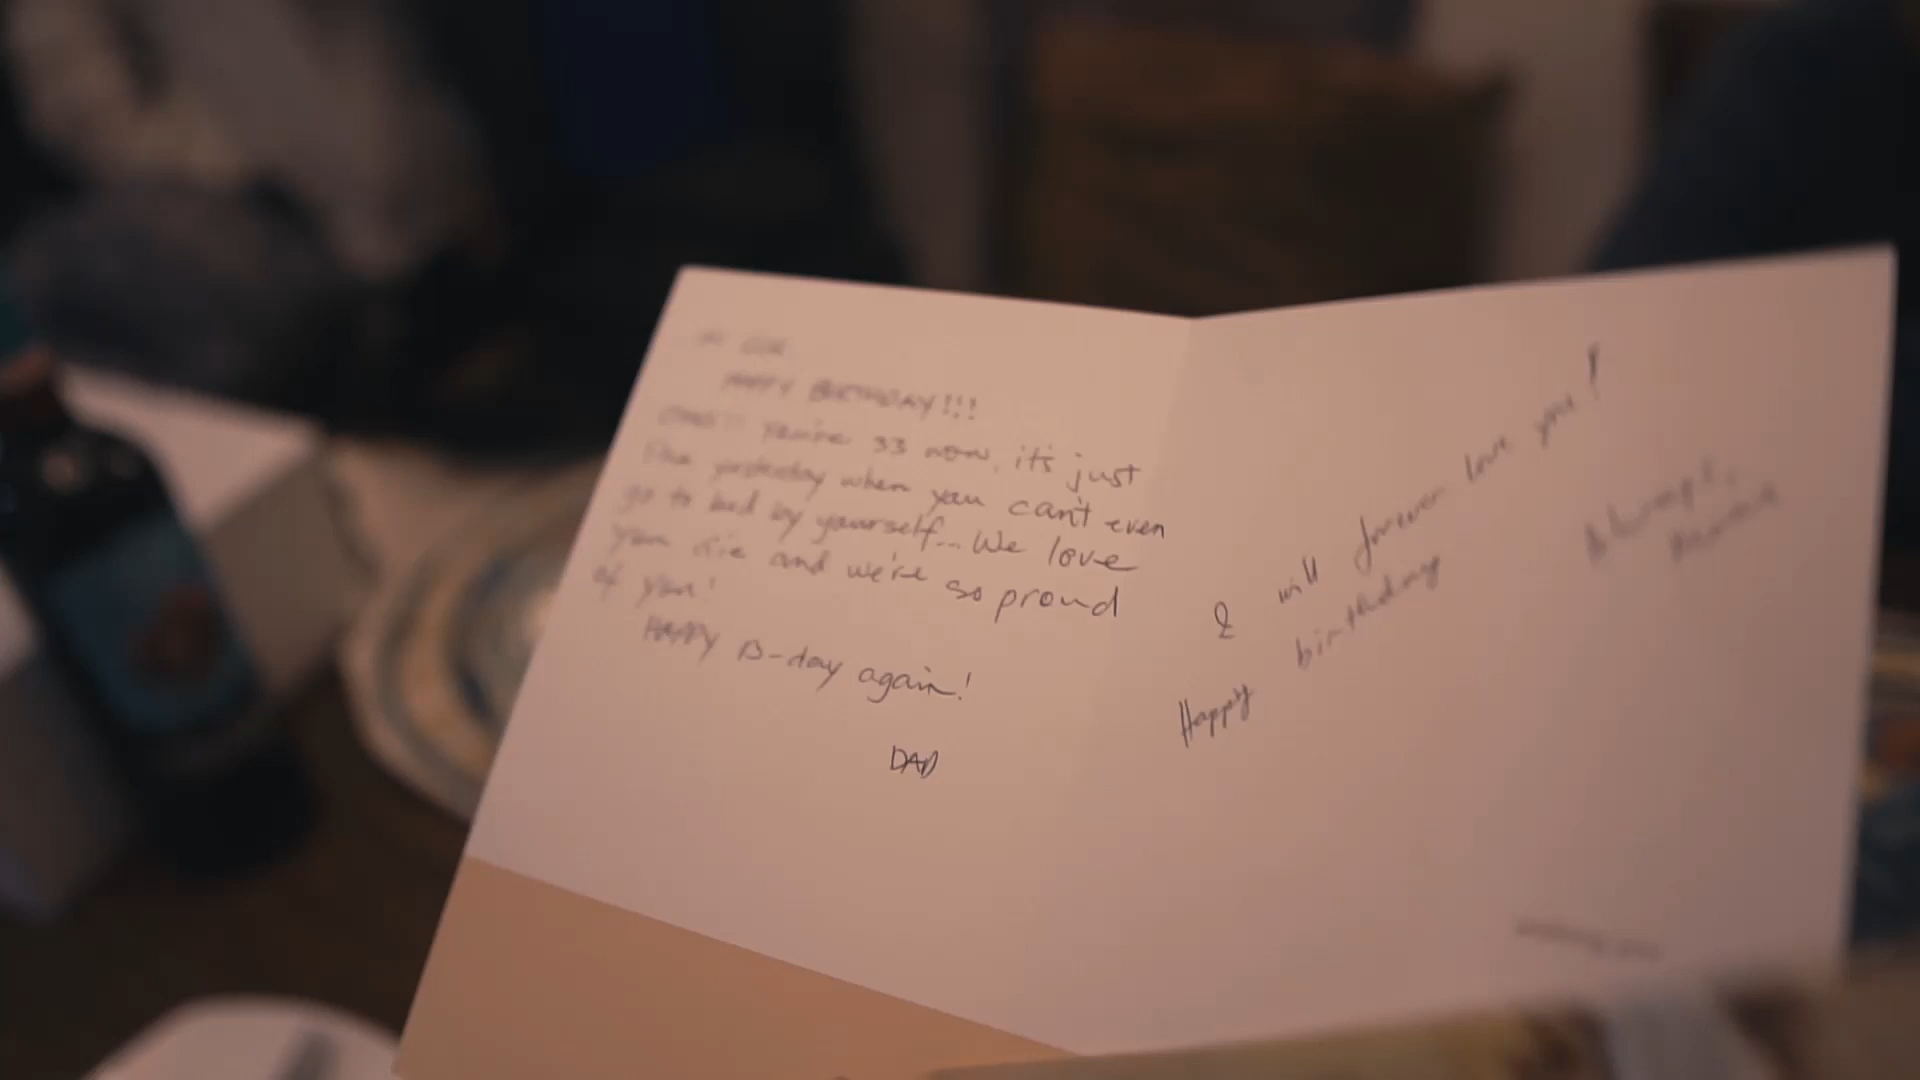 HAPPY BIRTHDAY!!!
you're 33 now, it's just
like yesterday when you can't even
go to bed by yourself... We love
you and we're so proud
of you!
HAPPY B-day again!
DAD
I will forever love you!
Happy birthday
Always,